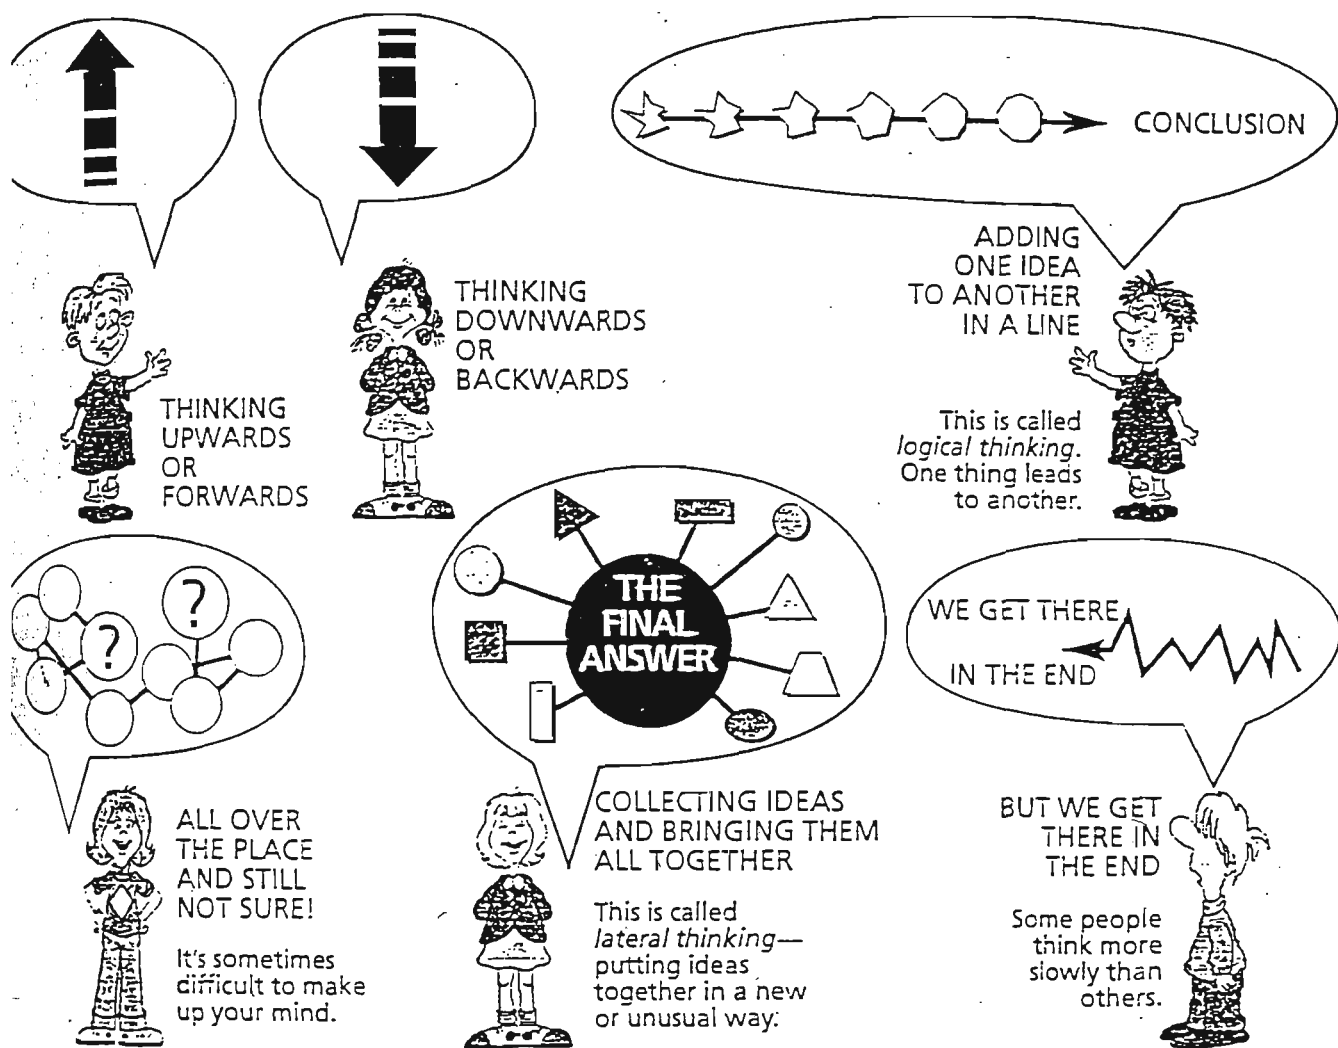 CONCLUSION
THINKING
UPWARDS
OR
FORWARDS
THINKING
DOWNWARDS
OR
BACKWARDS
ADDING
ONE IDEA
TO ANOTHER
IN A LINE
This is called
logical thinking.
One thing leads
to another.
?
?
ALL OVER
THE PLACE
AND STILL
NOT SURE!
It's sometimes
difficult to make
up your mind.
THE
FINAL
ANSWER
COLLECTING IDEAS
AND BRINGING THEM
ALL TOGETHER
This is called
lateral thinking—
putting ideas
together in a new
or unusual way.
WE GET THERE
IN THE END
BUT WE GET
THERE IN
THE END
Some people
think more
slowly than
others.